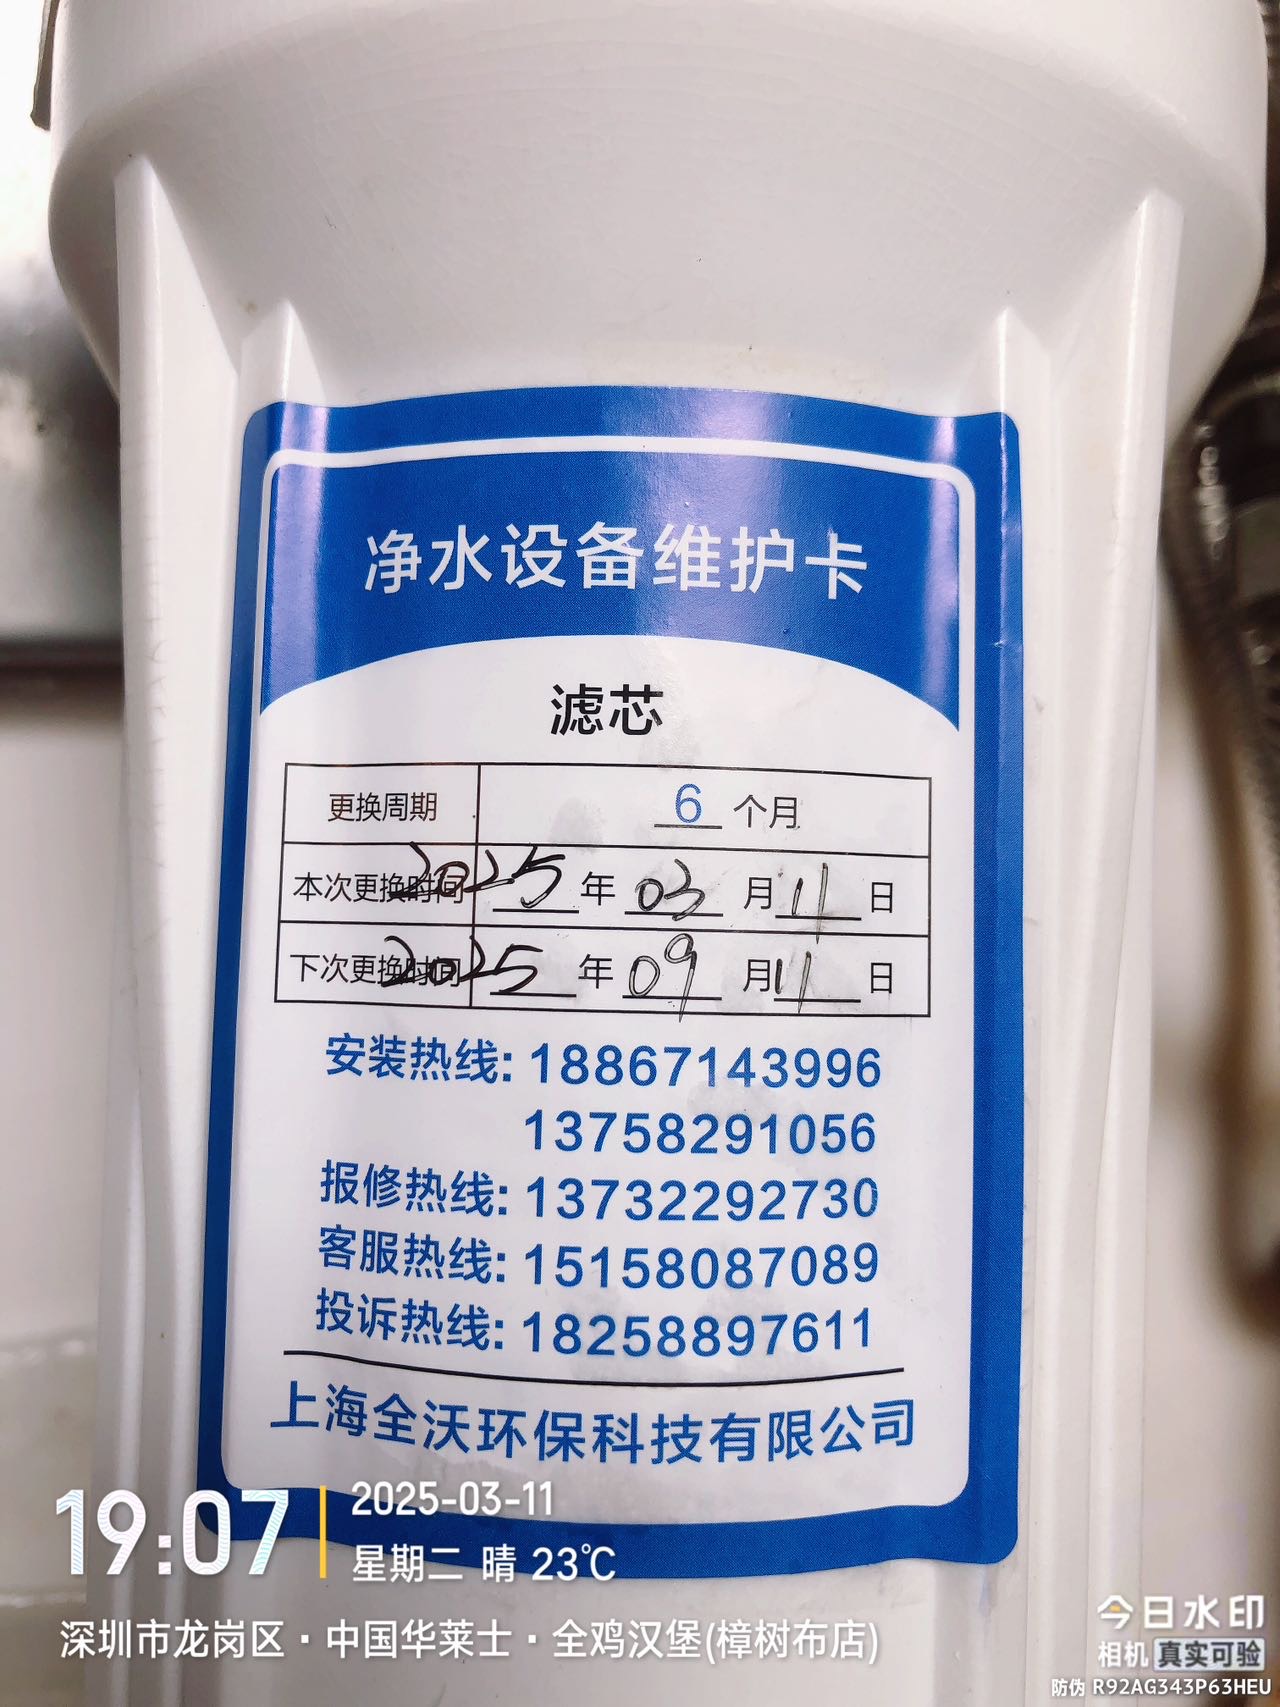 净水设备维护卡
滤芯
更换周期 6 个月
本次更换时间 2025 年 03 月 11 日
下次更换时间 2025 年 09 月 11 日
安装热线: 18867143996
13758291056
报修热线: 13732292730
客服热线: 15158087089
投诉热线: 18258897611
上海全沃环保科技有限公司
19:07
2025-03-11
星期二 晴 23℃
深圳市龙岗区·中国华莱士·全鸡汉堡(樟树布店)
今日水印
相机 真实可验
防伪 R92AG343P63HEU